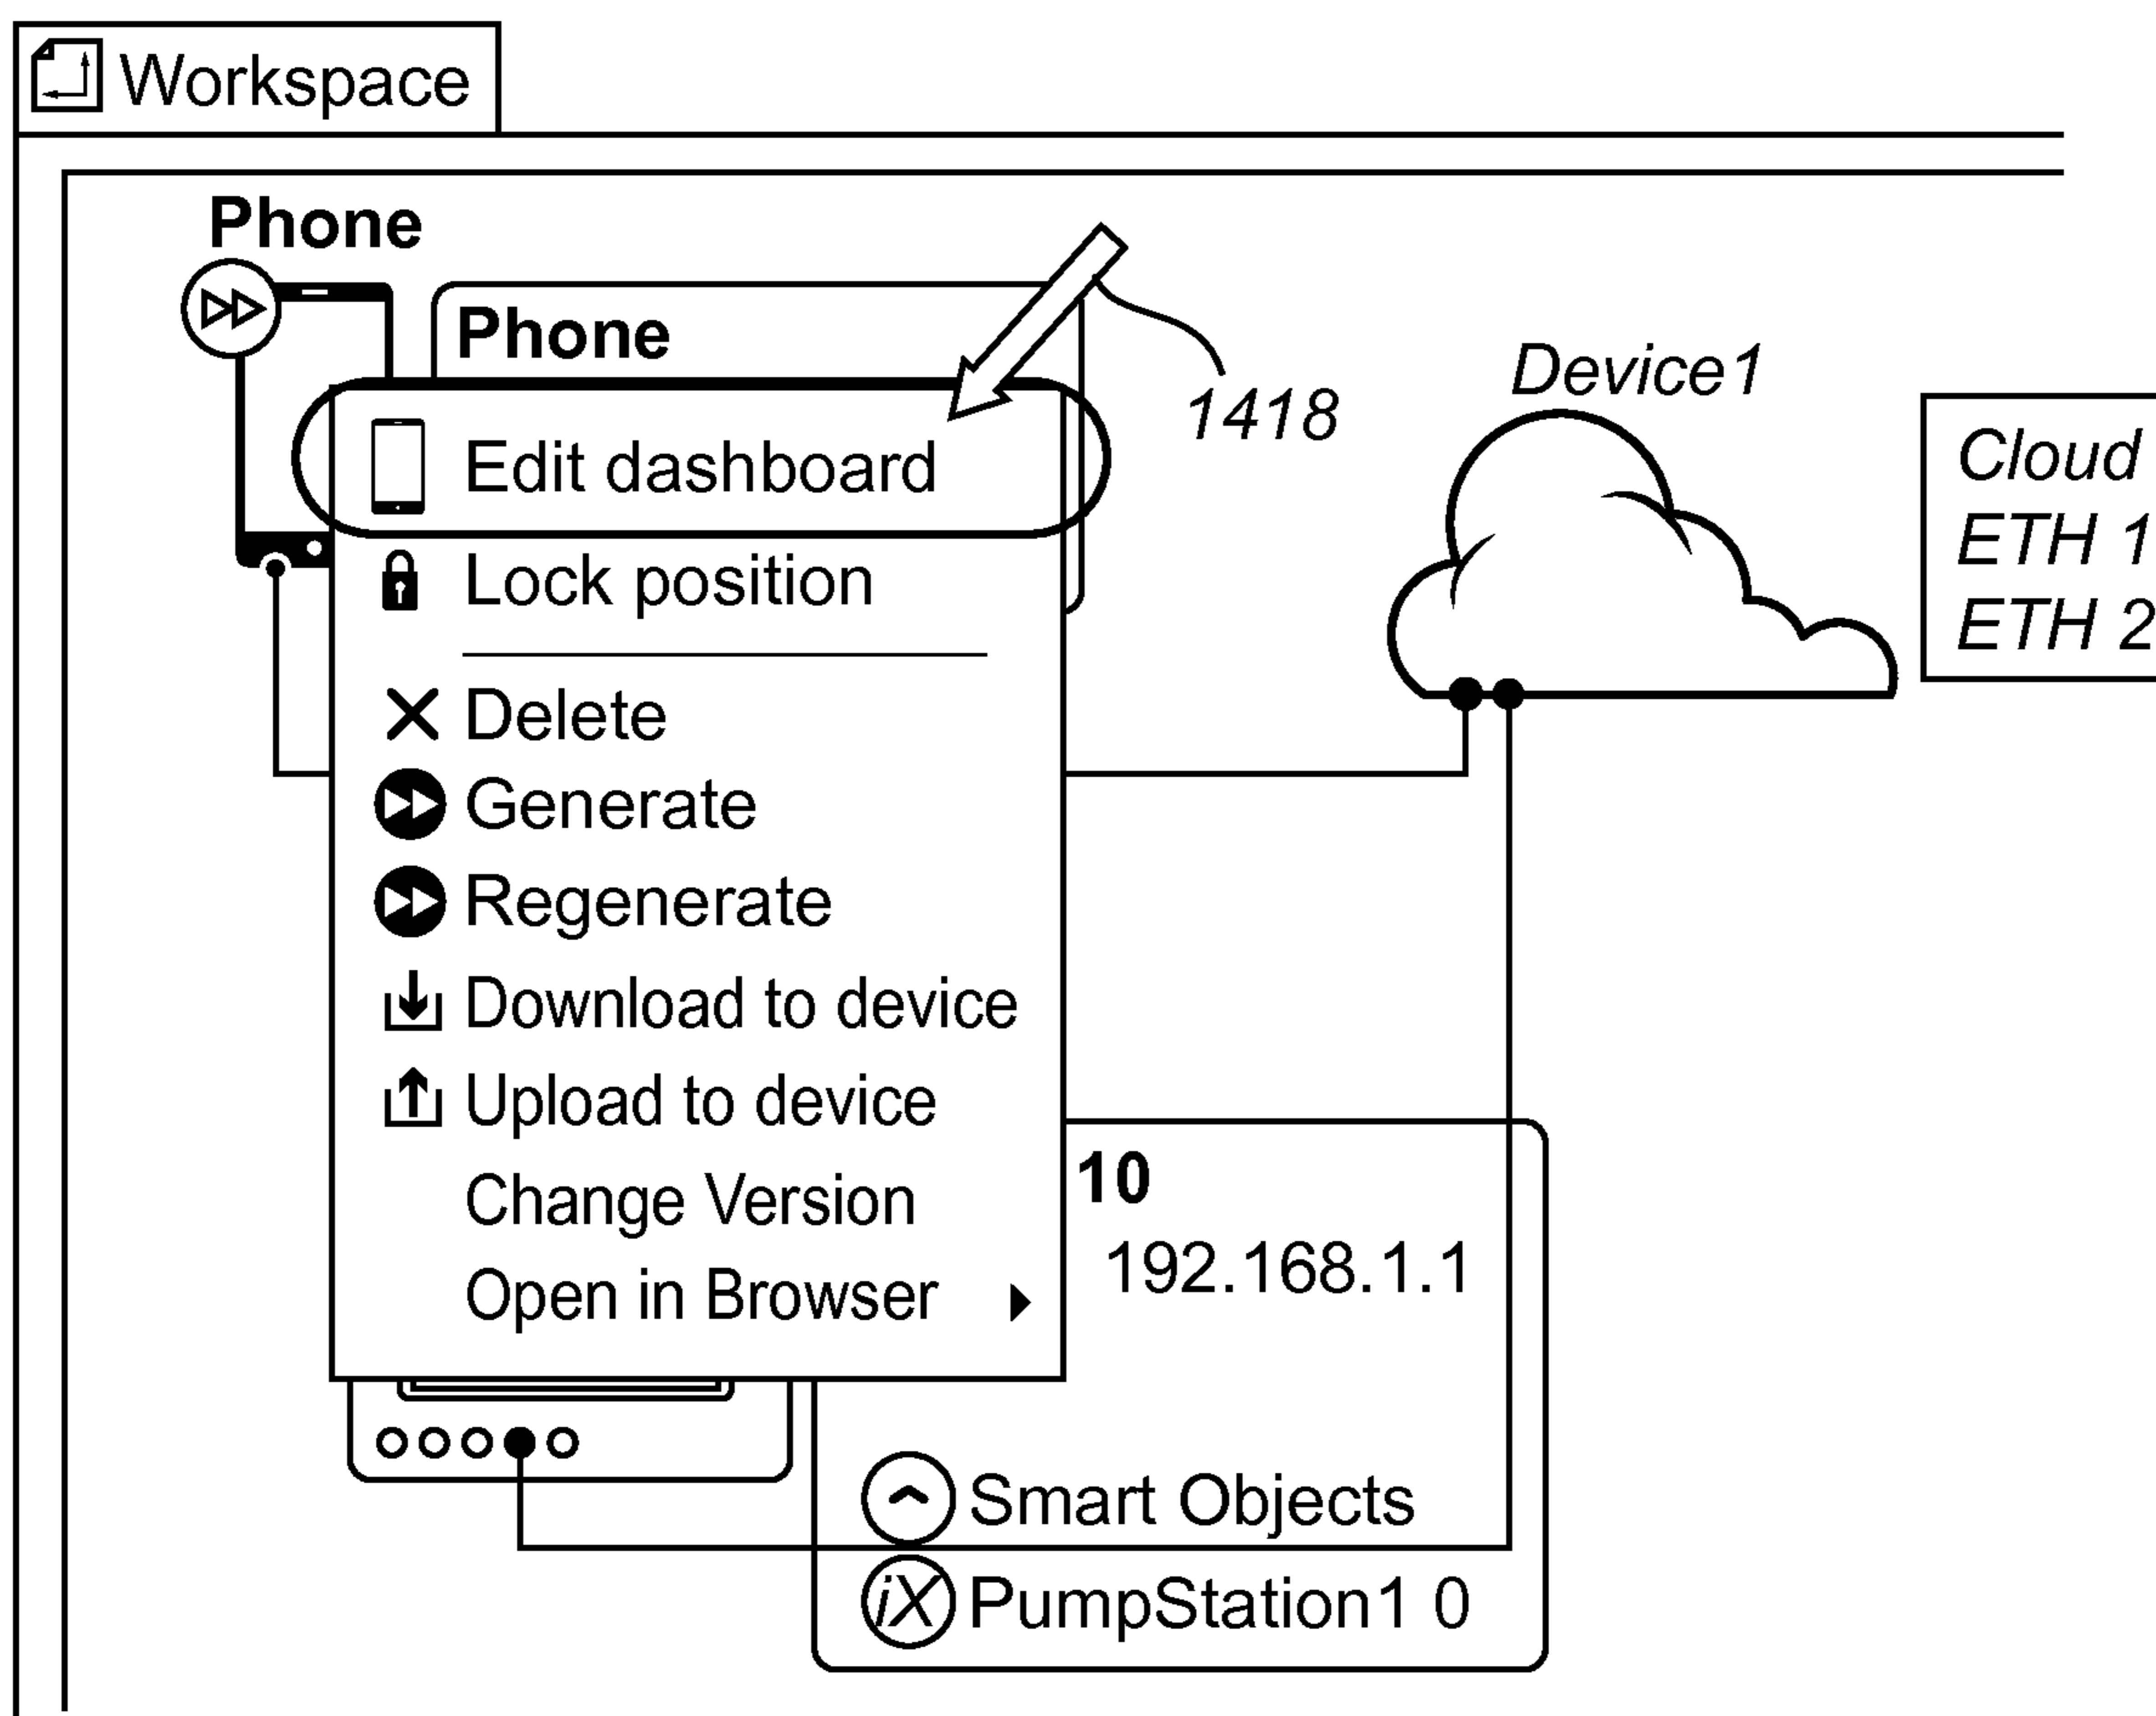 Workspace
Phone
Phone
1418
Device1
Cloud
ETH 1
ETH 2
Edit dashboard
Lock position
Delete
Generate
Regenerate
Download to device
Upload to device
Change Version
Open in Browser
10
192.168.1.1
Smart Objects
iX PumpStation1 0